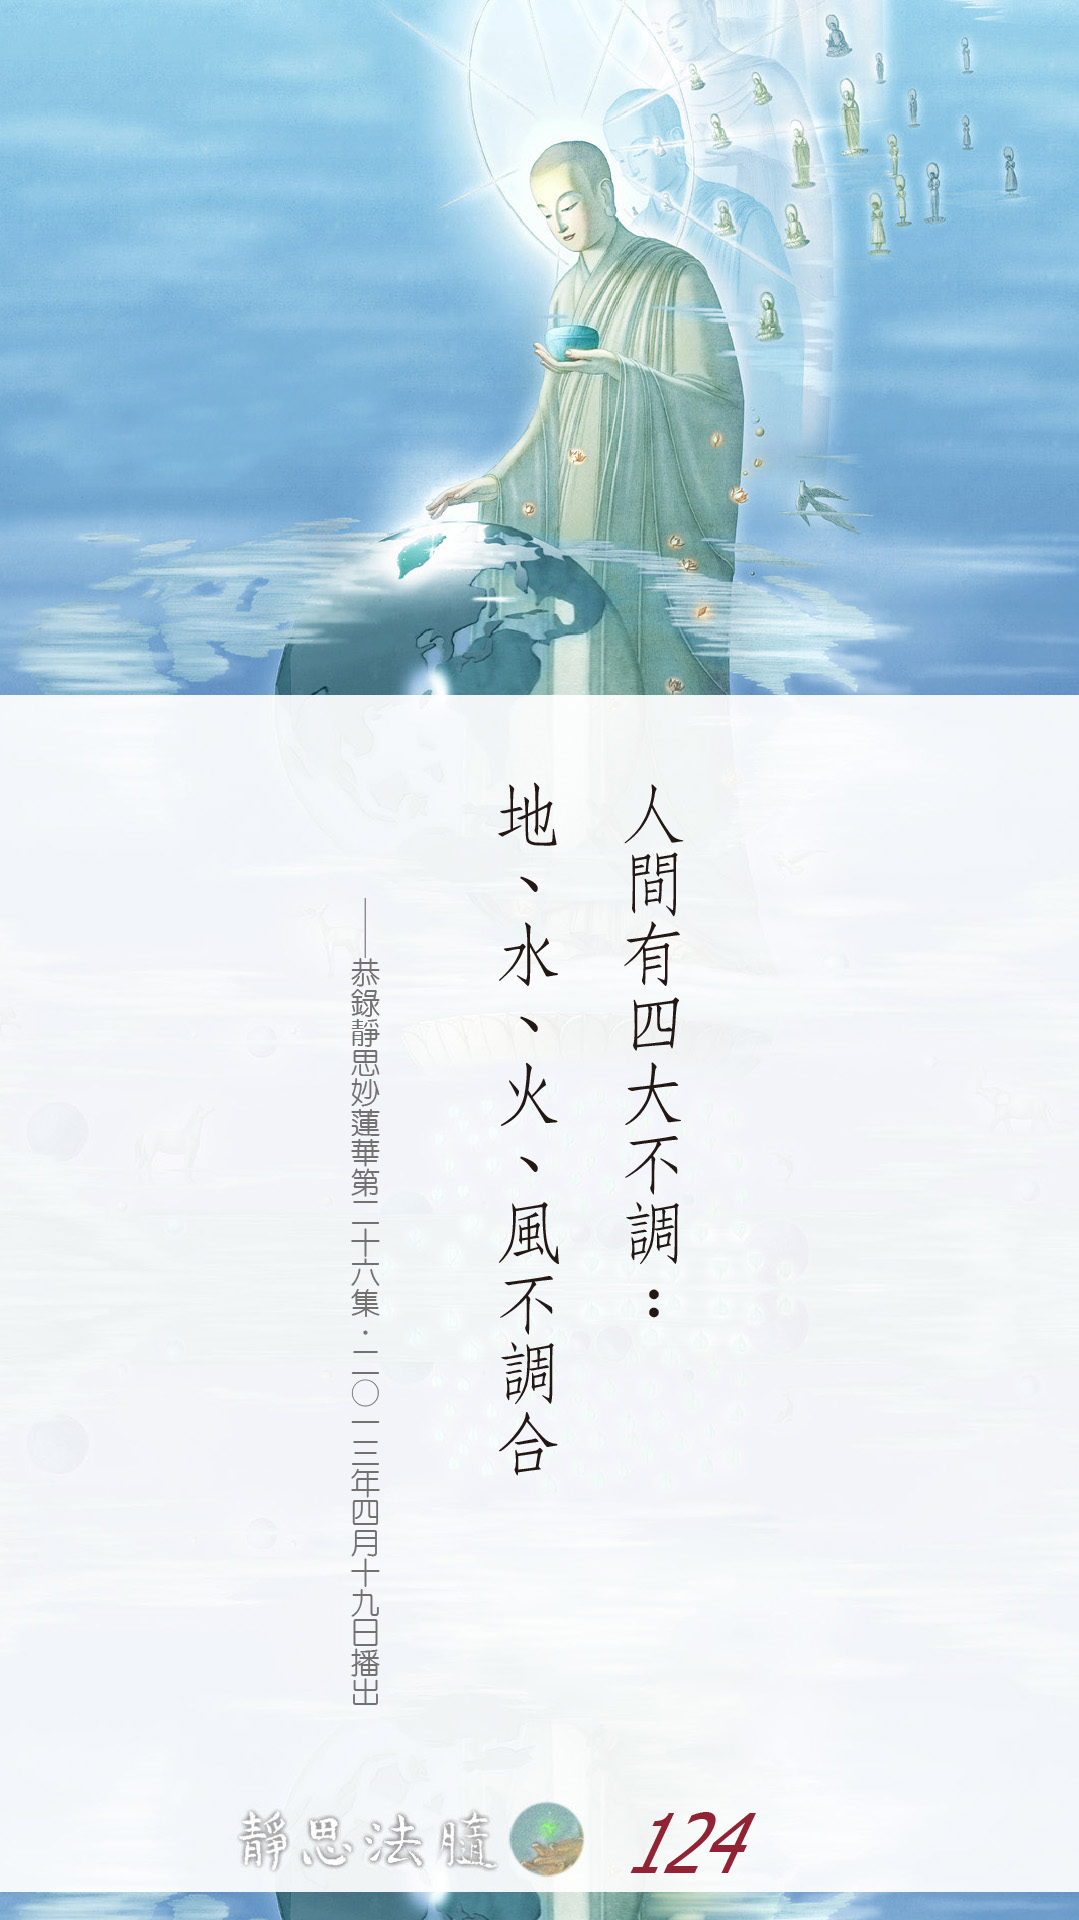 人間有四大不調：
地、水、火、風不調合
——恭錄靜思妙蓮華第二十六集．二〇一三年四月十九日播出
靜思法髓
124